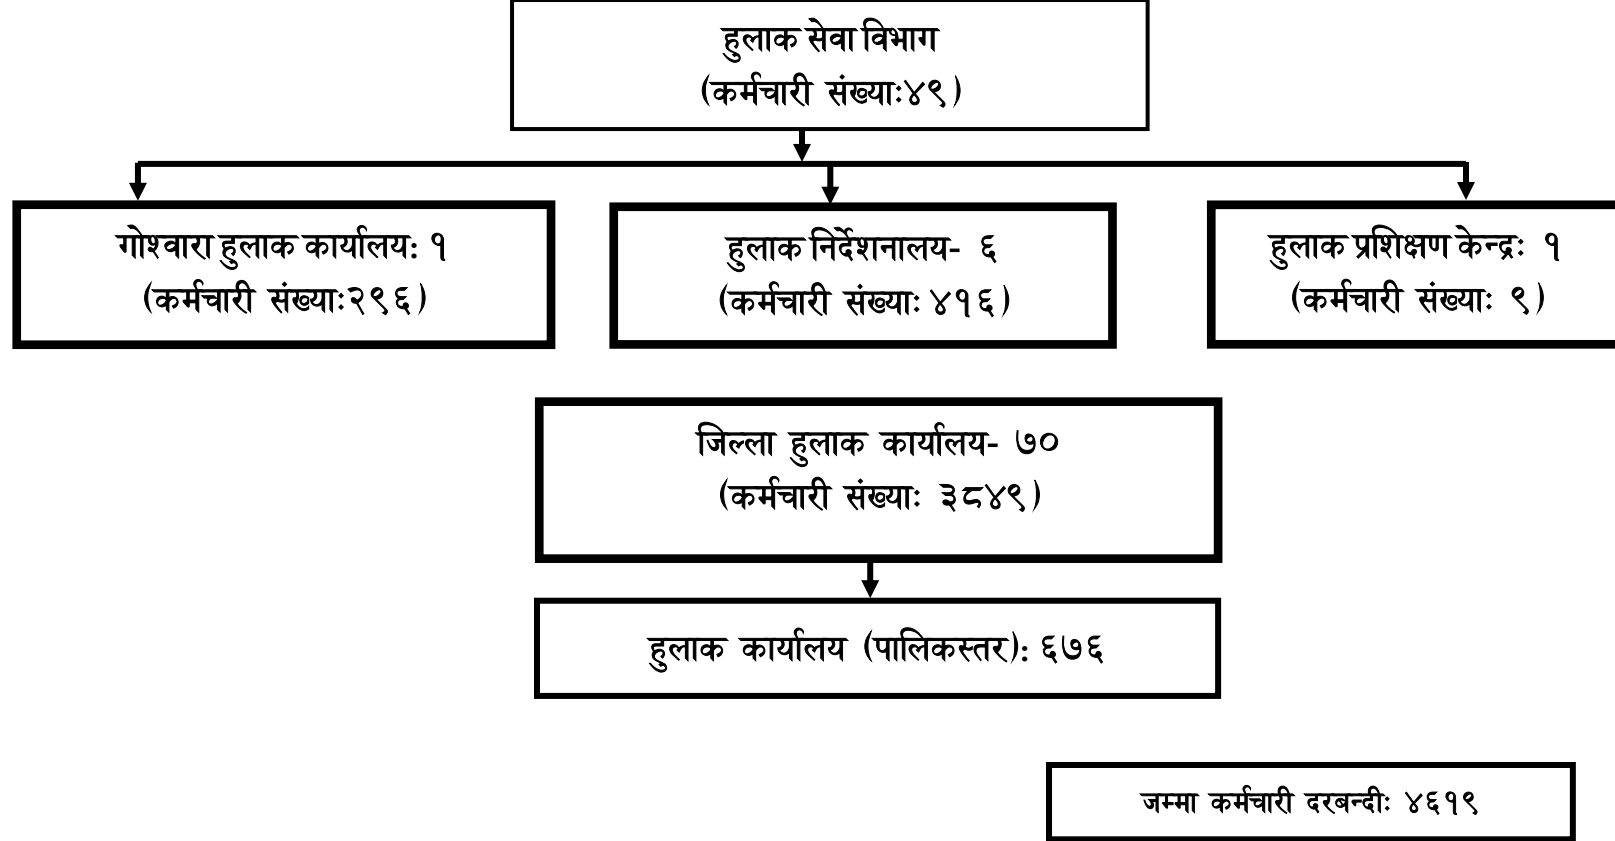 हुलाक सेवा विभाग
(कर्मचारी संख्याः४९)
गोश्वारा हुलाक कार्यालय: १
(कर्मचारी संख्याः२९६)
हुलाक निर्देशनालय- ६
(कर्मचारी संख्याः ४१६)
हुलाक प्रशिक्षण केन्द्रः १
(कर्मचारी संख्याः ९)
जिल्ला हुलाक कार्यालय- ७०
(कर्मचारी संख्याः ३८४९)
हुलाक कार्यालय (पालिकस्तर): ६७६
जम्मा कर्मचारी दरबन्दीः ४६१९